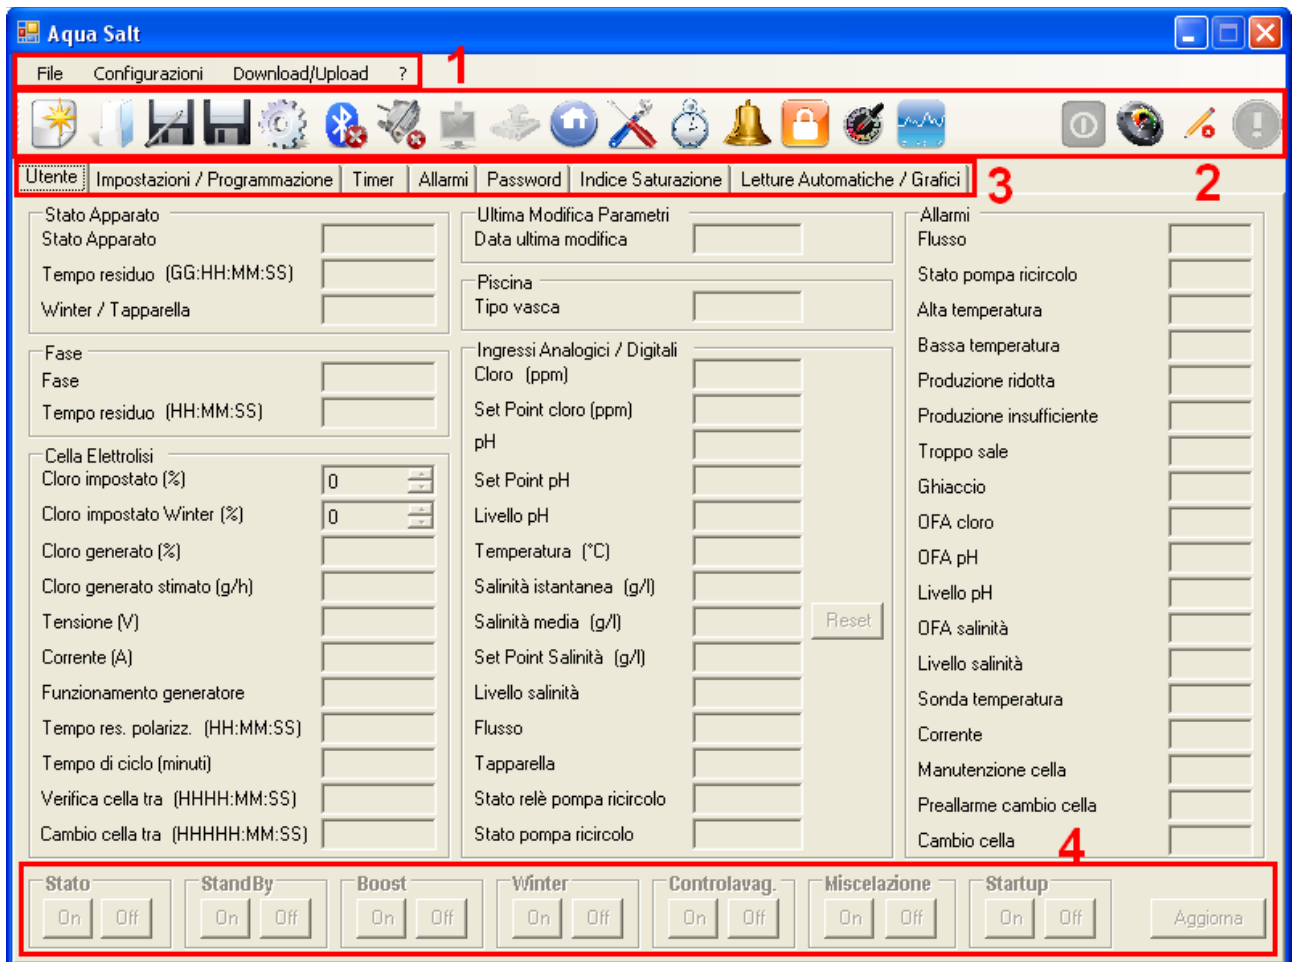 Aqua Salt
File Configurazioni Download/Upload ?
1
2
Utente Impostazioni / Programmazione Timer Allarmi Password Indice Saturazione Letture Automatiche / Grafici
3
Stato Apparato
Stato Apparato
Tempo residuo (GG:HH:MM:SS)
Winter / Tapparella
Fase
Fase
Tempo residuo (HH:MM:SS)
Cella Elettrolisi
Cloro impostato (%) 0
Cloro impostato Winter (%) 0
Cloro generato (%)
Cloro generato stimato (g/h)
Tensione (V)
Corrente (A)
Funzionamento generatore
Tempo res. polarizz. (HH:MM:SS)
Tempo di ciclo (minuti)
Verifica cella tra (HHHH:MM:SS)
Cambio cella tra (HHHHH:MM:SS)
Ultima Modifica Parametri
Data ultima modifica
Piscina
Tipo vasca
Ingressi Analogici / Digitali
Cloro (ppm)
Set Point cloro (ppm)
pH
Set Point pH
Livello pH
Temperatura (°C)
Salinità istantanea (g/l)
Salinità media (g/l) Reset
Set Point Salinità (g/l)
Livello salinità
Flusso
Tapparella
Stato relè pompa ricircolo
Stato pompa ricircolo
Allarmi
Flusso
Stato pompa ricircolo
Alta temperatura
Bassa temperatura
Produzione ridotta
Produzione insufficiente
Troppo sale
Ghiaccio
OFA cloro
OFA pH
Livello pH
OFA salinità
Livello salinità
Sonda temperatura
Corrente
Manutenzione cella
Preallarme cambio cella
Cambio cella
4
Stato StandBy Boost Winter Controlavag. Miscelazione Startup
On Off On Off On Off On Off On Off On Off On Off Aggiorna